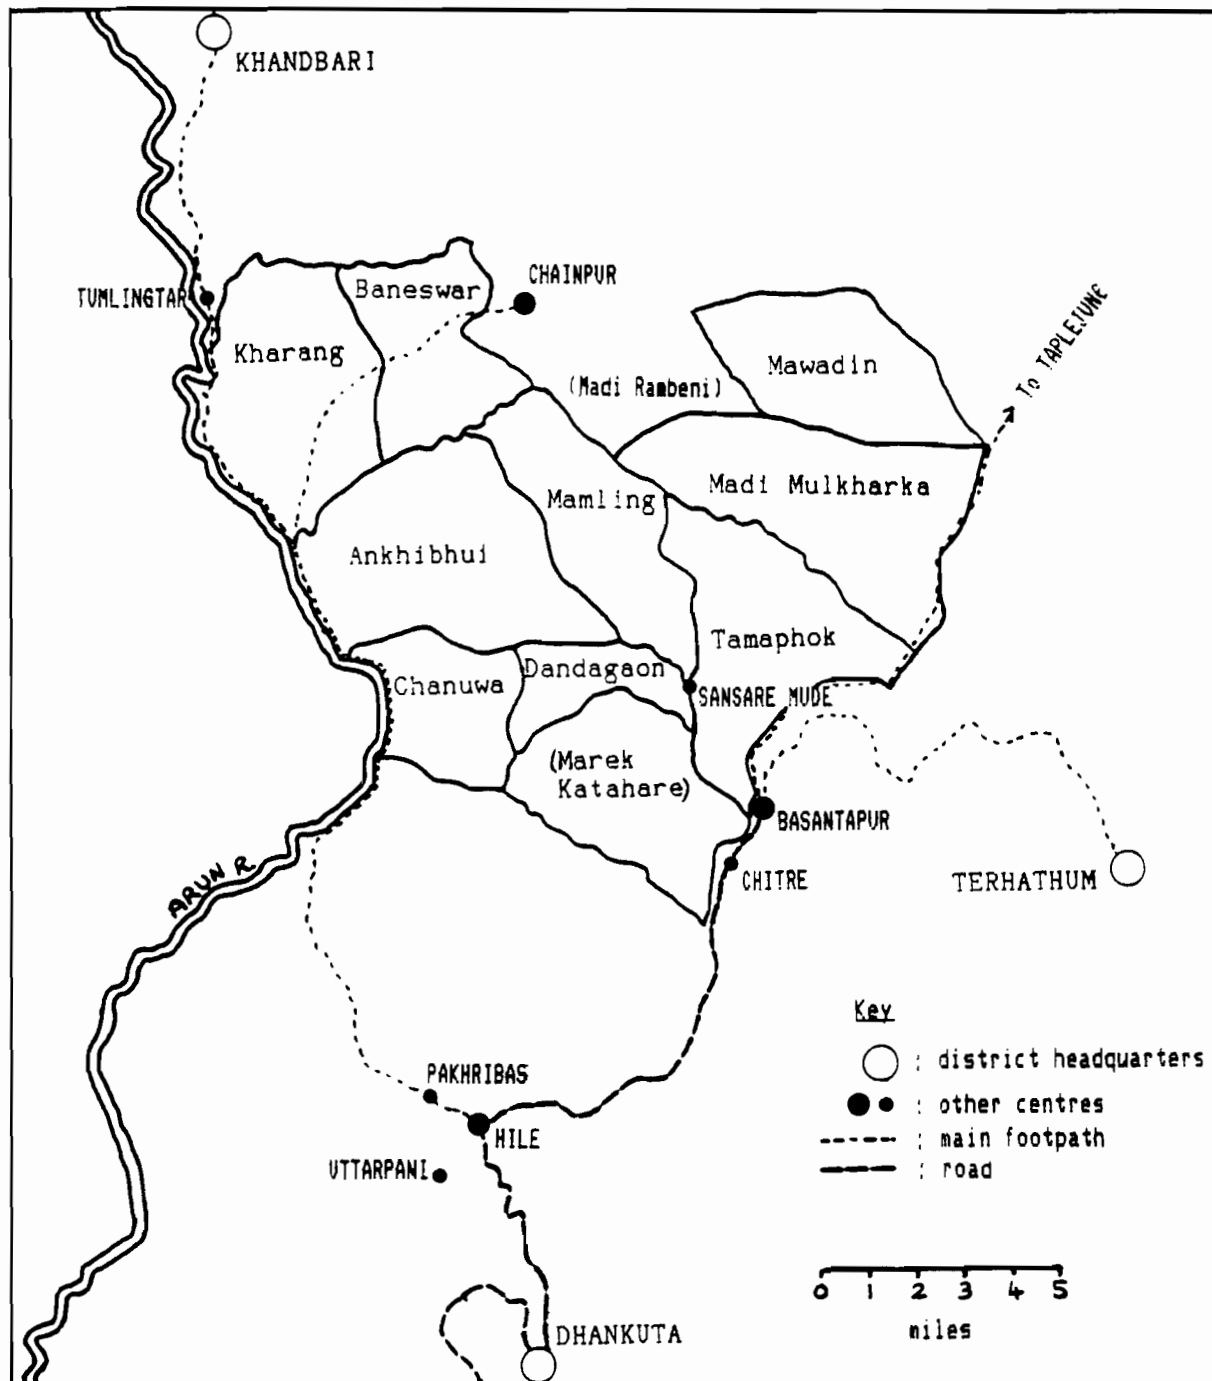 KHANDBARI
TUMLINGTAR
Baneswar
CHAINPUR
Kharang
(Madi Rambeni)
Mawadin
To TAPLEJUNG
Mamling
Madi Mulkharka
Ankhibhui
Tamaphok
Chanuwa
Dandagaon
SANSARE MUDE
(Marek
Katahare)
BASANTAPUR
CHITRE
TERHATHUM
ARUN R.
Key
: district headquarters
: other centres
: main footpath
: road
PAKHRIBAS
HILE
UTTARPANI
DHANKUTA
0 1 2 3 4 5
miles